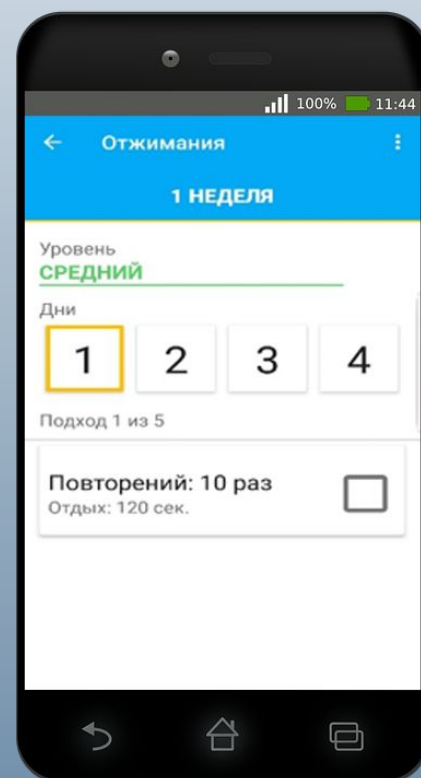 100% 11:44
Отжимания
1 НЕДЕЛЯ
Уровень
СРЕДНИЙ
Дни
1 2 3 4
Подход 1 из 5
Повторений: 10 раз
Отдых: 120 сек.